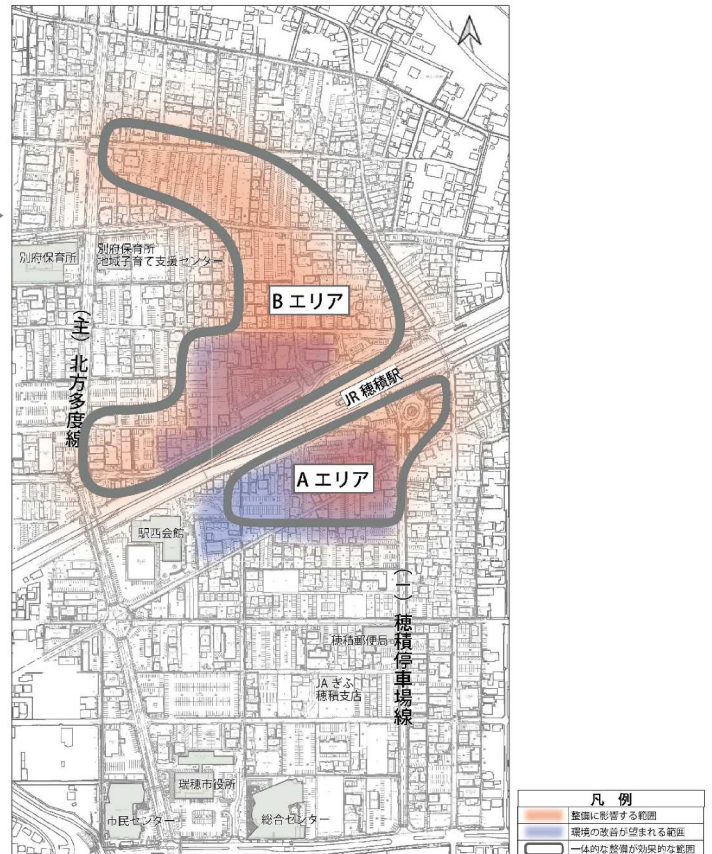 別府保育所
別府保育所
地域子育て支援センター
Bエリア
(主) 北方多度線
JR 穂積駅
Aエリア
駅西会館
(一) 穂積停車場線
穂積郵便局
JAぎふ
穂積支店
瑞穂市役所
市民センター
総合センター
凡 例
整備に影響する範囲
環境の改善が望まれる範囲
一体的な整備が効果的な範囲